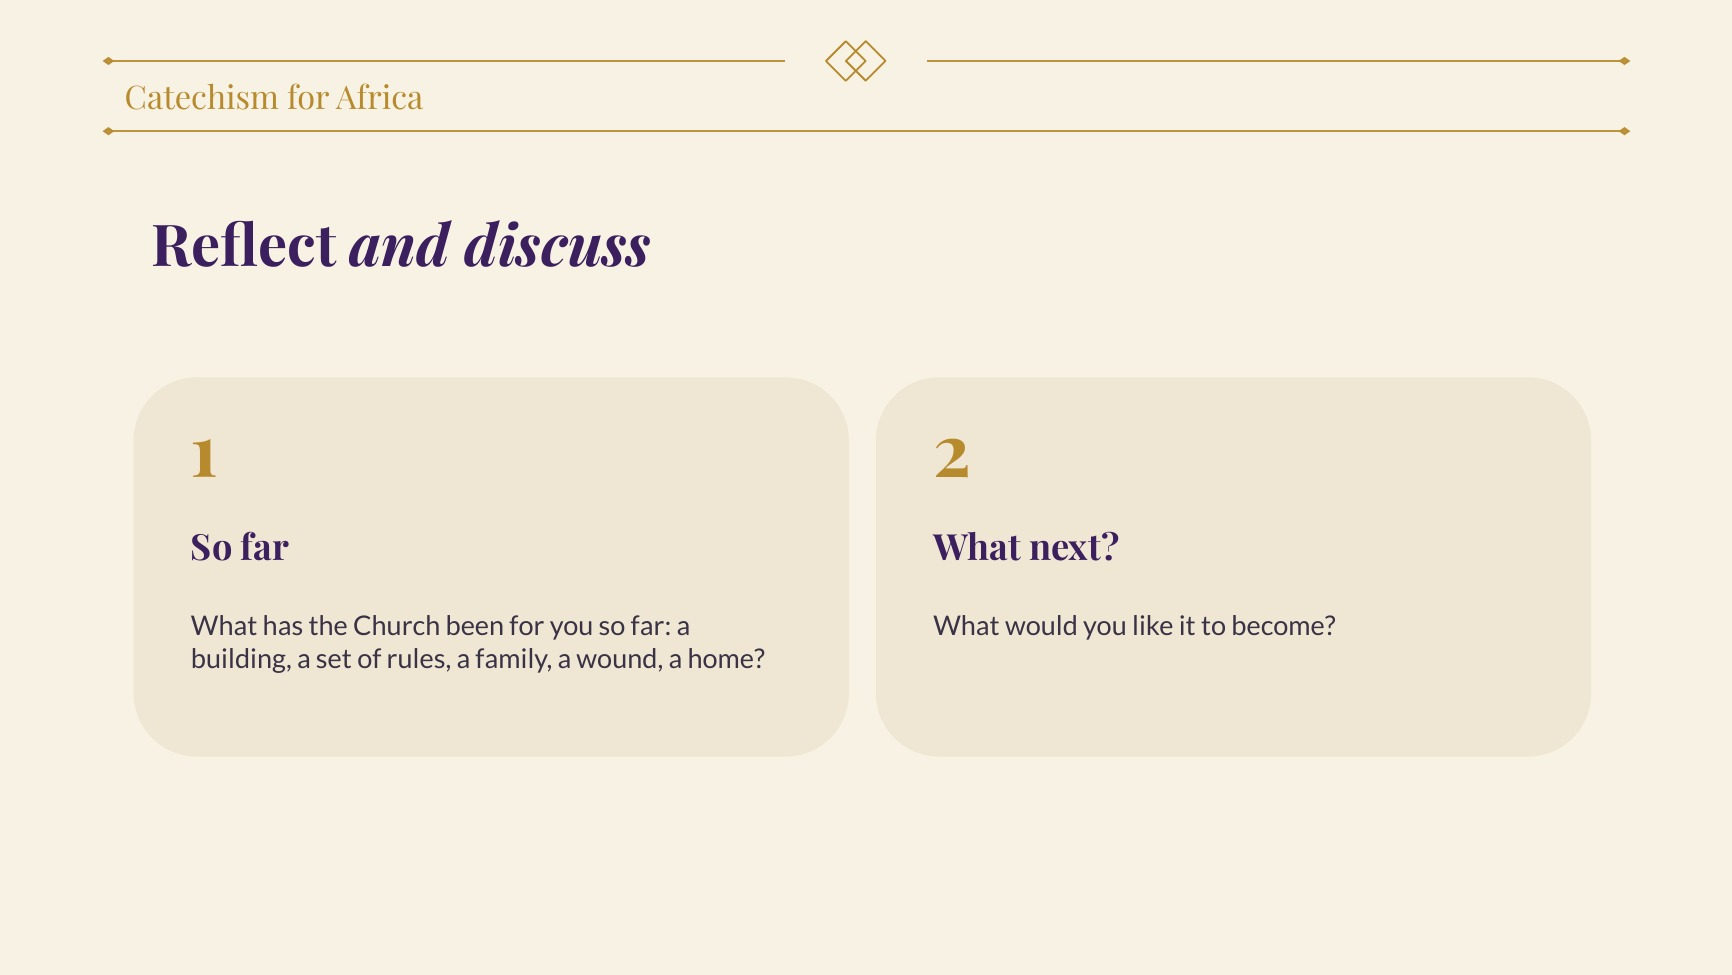 Catechism for Africa
Reflect and discuss
1
So far
What has the Church been for you so far: a
building, a set of rules, a family, a wound, a home?
2
What next?
What would you like it to become?